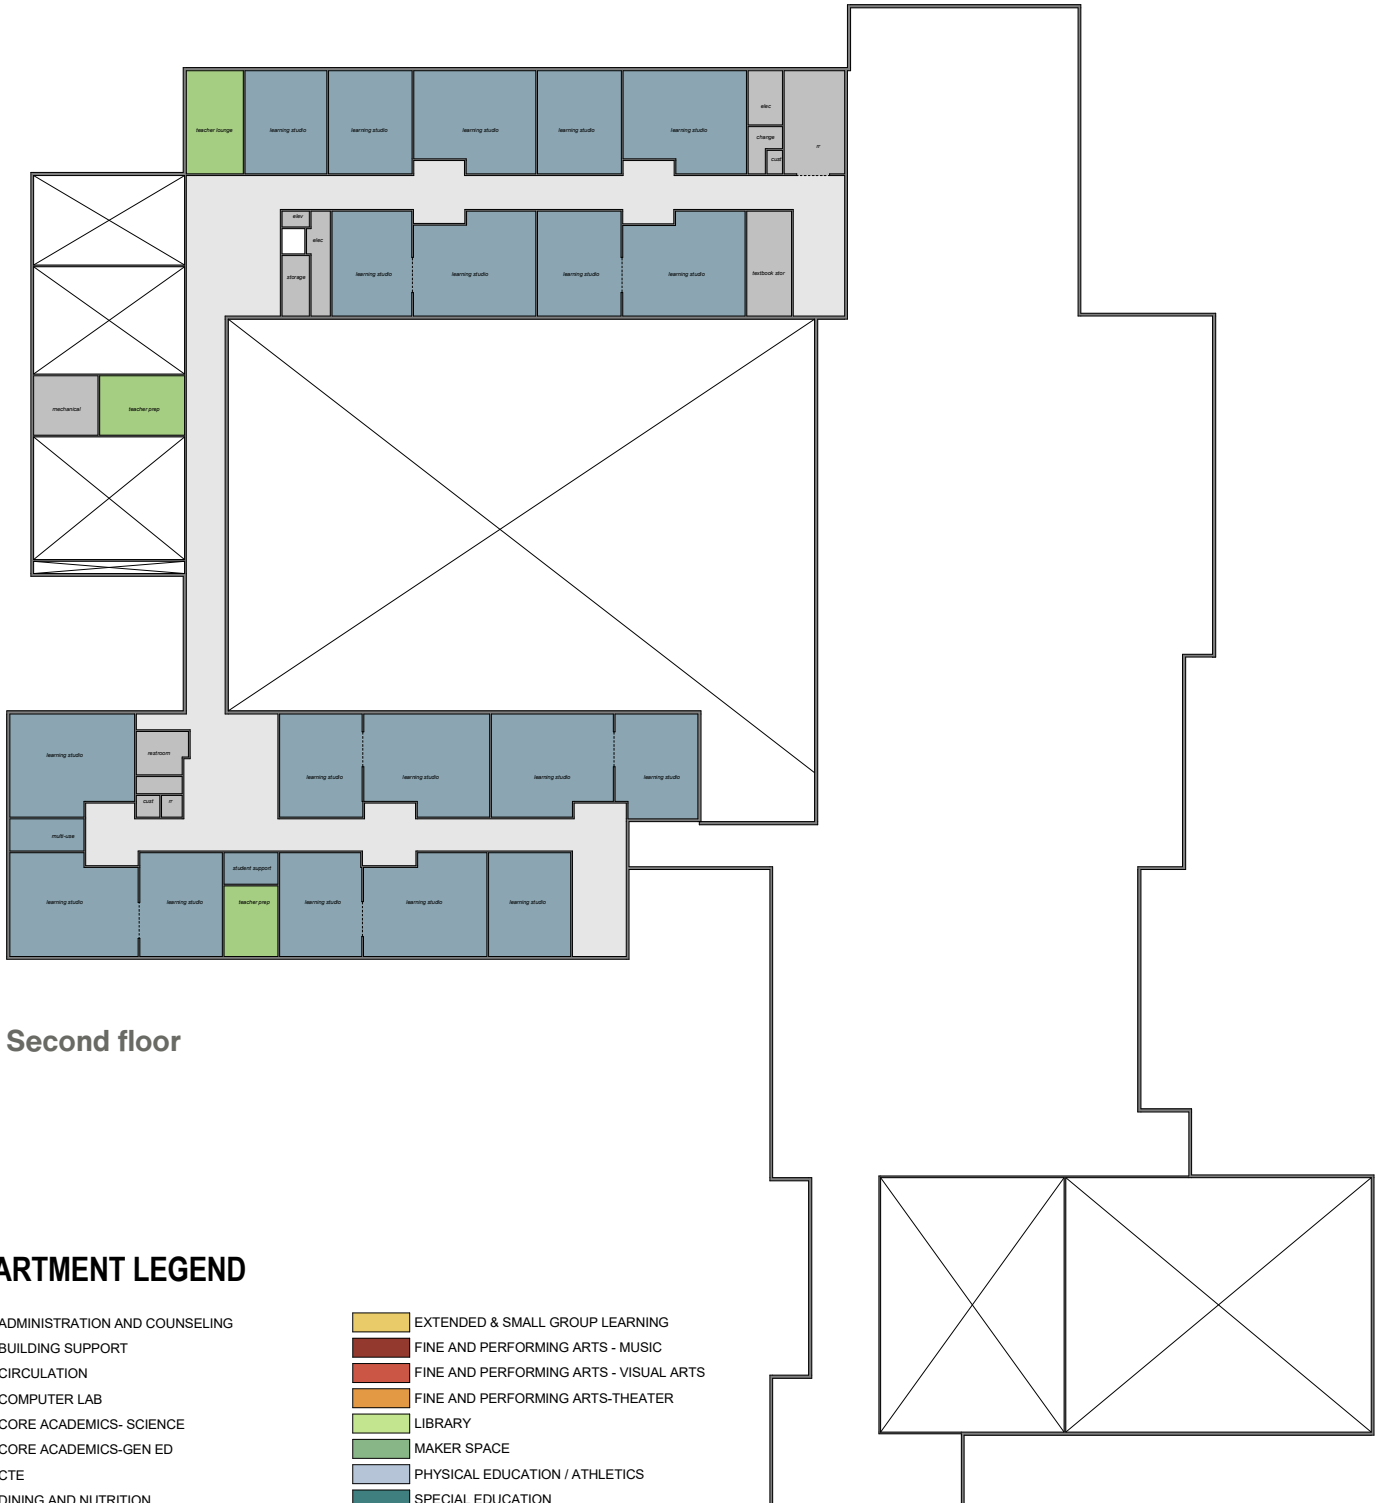 elec
teacher lounge
learning studio
learning studio
learning studio
learning studio
learning studio
change
rr
cust
elev
elec
storage
learning studio
learning studio
learning studio
learning studio
textbook stor
mechanical
teacher prep
learning studio
restroom
learning studio
learning studio
learning studio
learning studio
cust
rr
multi-use
student support
learning studio
learning studio
teacher prep
learning studio
learning studio
learning studio
Second floor
ARTMENT LEGEND
ADMINISTRATION AND COUNSELING
BUILDING SUPPORT
CIRCULATION
COMPUTER LAB
CORE ACADEMICS- SCIENCE
CORE ACADEMICS-GEN ED
CTE
DINING AND NUTRITION
EXTENDED & SMALL GROUP LEARNING
FINE AND PERFORMING ARTS - MUSIC
FINE AND PERFORMING ARTS - VISUAL ARTS
FINE AND PERFORMING ARTS-THEATER
LIBRARY
MAKER SPACE
PHYSICAL EDUCATION / ATHLETICS
SPECIAL EDUCATION